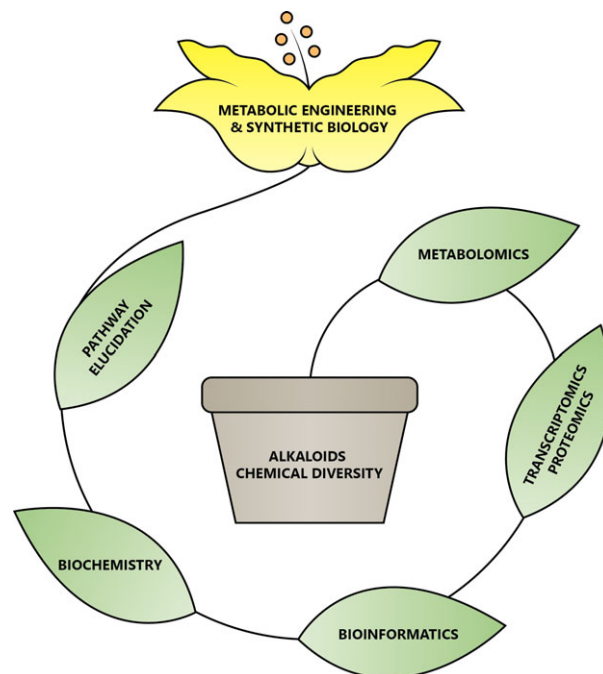 METABOLIC ENGINEERING
& SYNTHETIC BIOLOGY
METABOLOMICS
PATHWAY
ELUCIDATION
TRANSCRIPTOMICS
PROTEOMICS
ALKALOIDS
CHEMICAL DIVERSITY
BIOCHEMISTRY
BIOINFORMATICS